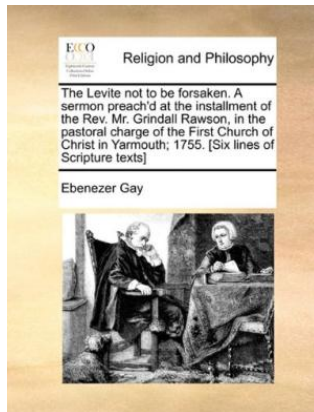 ECCO
Religion and Philosophy
The Levite not to be forsaken. A
sermon preach'd at the installment of
the Rev. Mr. Grindall Rawson, in the
pastoral charge of the First Church of
Christ in Yarmouth; 1755. [Six lines of
Scripture texts]
Ebenezer Gay